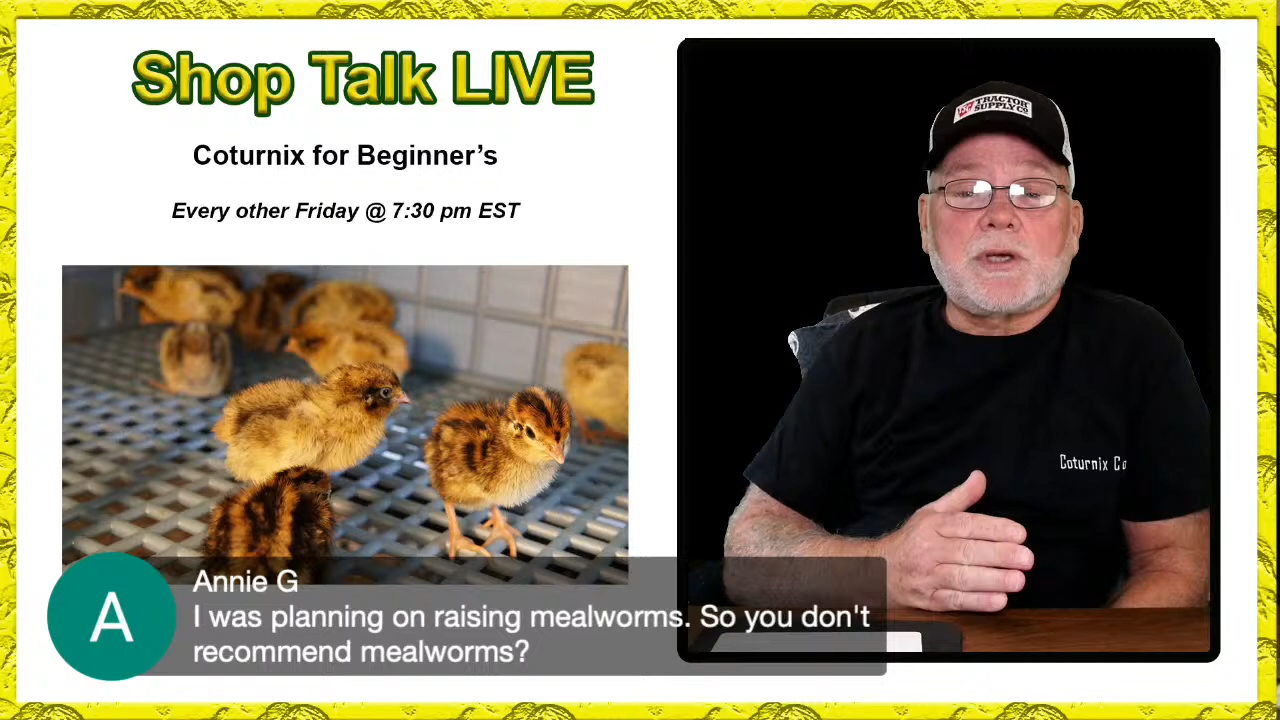 Shop Talk LIVE
Coturnix for Beginner's
Every other Friday @ 7:30 pm EST
TRACTOR
SUPPLY CO
Coturnix Co
A
Annie G
I was planning on raising mealworms. So you don't
recommend mealworms?